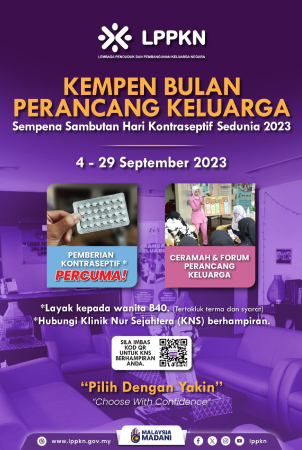 LPPKN
LEMBAGA PENDUDUK DAN PEMBANGUNAN KELUARGA NEGARA
KEMPEN BULAN
PERANCANG KELUARGA
Sempena Sambutan Hari Kontraseptif Sedunia 2023
4 - 29 September 2023
PEMBERIAN
KONTRASEPTIF *
PERCUMA!
CERAMAH & FORUM
PERANCANG
KELUARGA
*Layak kepada wanita B40. (Tertakluk terma dan syarat)
*Hubungi Klinik Nur Sejahtera (KNS) berhampiran.
SILA IMBAS
KOD QR
UNTUK KNS
BERHAMPIRAN
ANDA.
"Pilih Dengan Yakin"
"Choose With Confidence"
www.lppkn.gov.my
MALAYSIA
MADANI
lppkn